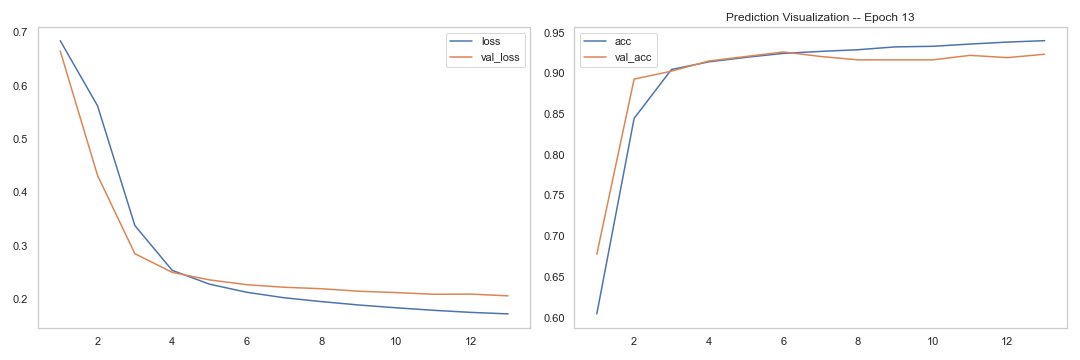 0.7
0.6
0.5
0.4
0.3
0.2
2 4 6 8 10 12
loss
val_loss
Prediction Visualization -- Epoch 13
0.95
0.90
0.85
0.80
0.75
0.70
0.65
0.60
2 4 6 8 10 12
acc
val_acc